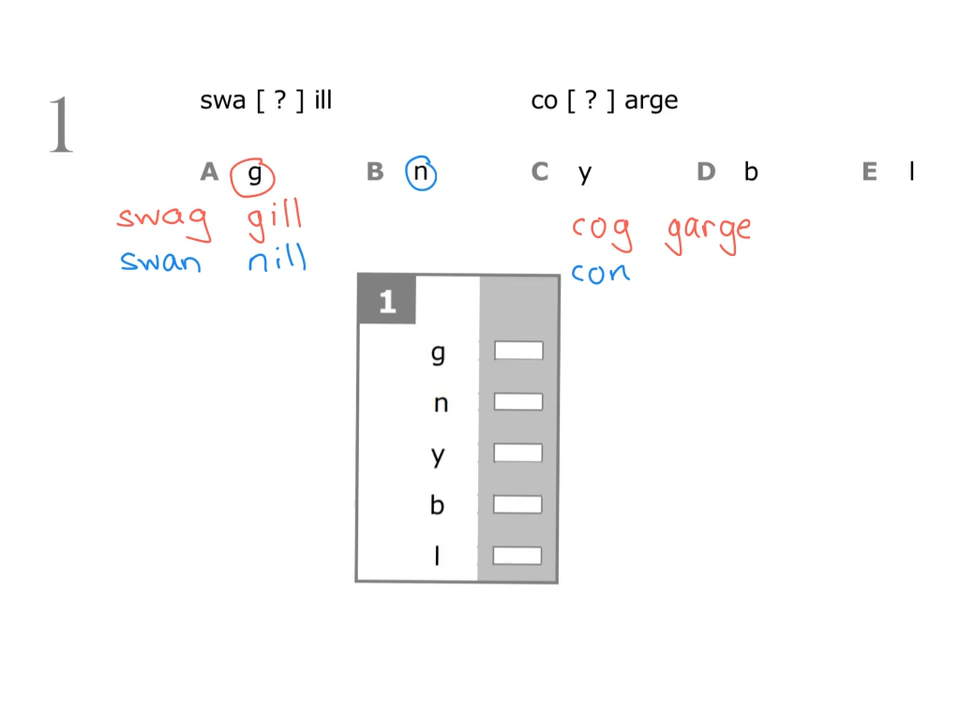 1
swa [ ? ] ill co [ ? ] arge
A g B n C y D b E l
swag gill cog garge
swan nill con
1
g
n
y
b
l